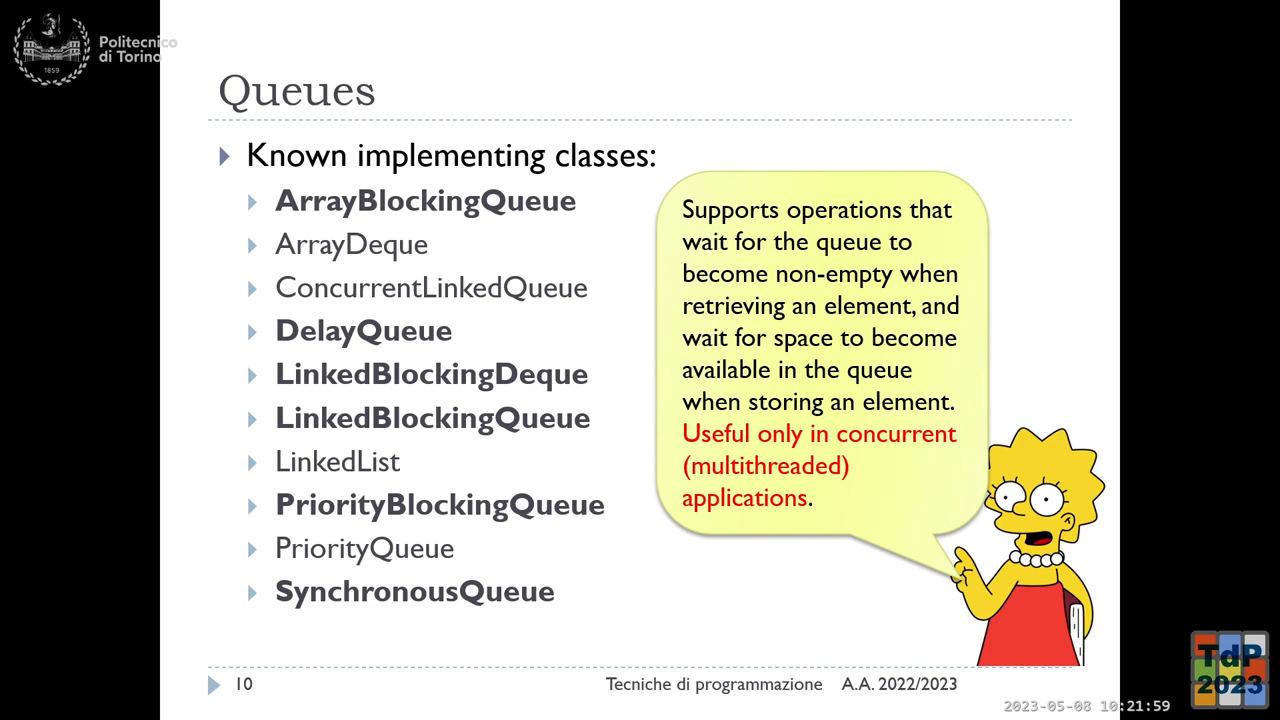 Politecnico
di Torino
1859
Queues
Known implementing classes:
ArrayBlockingQueue
ArrayDeque
ConcurrentLinkedQueue
DelayQueue
LinkedBlockingDeque
LinkedBlockingQueue
LinkedList
PriorityBlockingQueue
PriorityQueue
SynchronousQueue
Supports operations that
wait for the queue to
become non-empty when
retrieving an element, and
wait for space to become
available in the queue
when storing an element.
Useful only in concurrent
(multithreaded)
applications.
10
Tecniche di programmazione A.A. 2022/2023
2023-05-08 10:21:59
TdP
2023